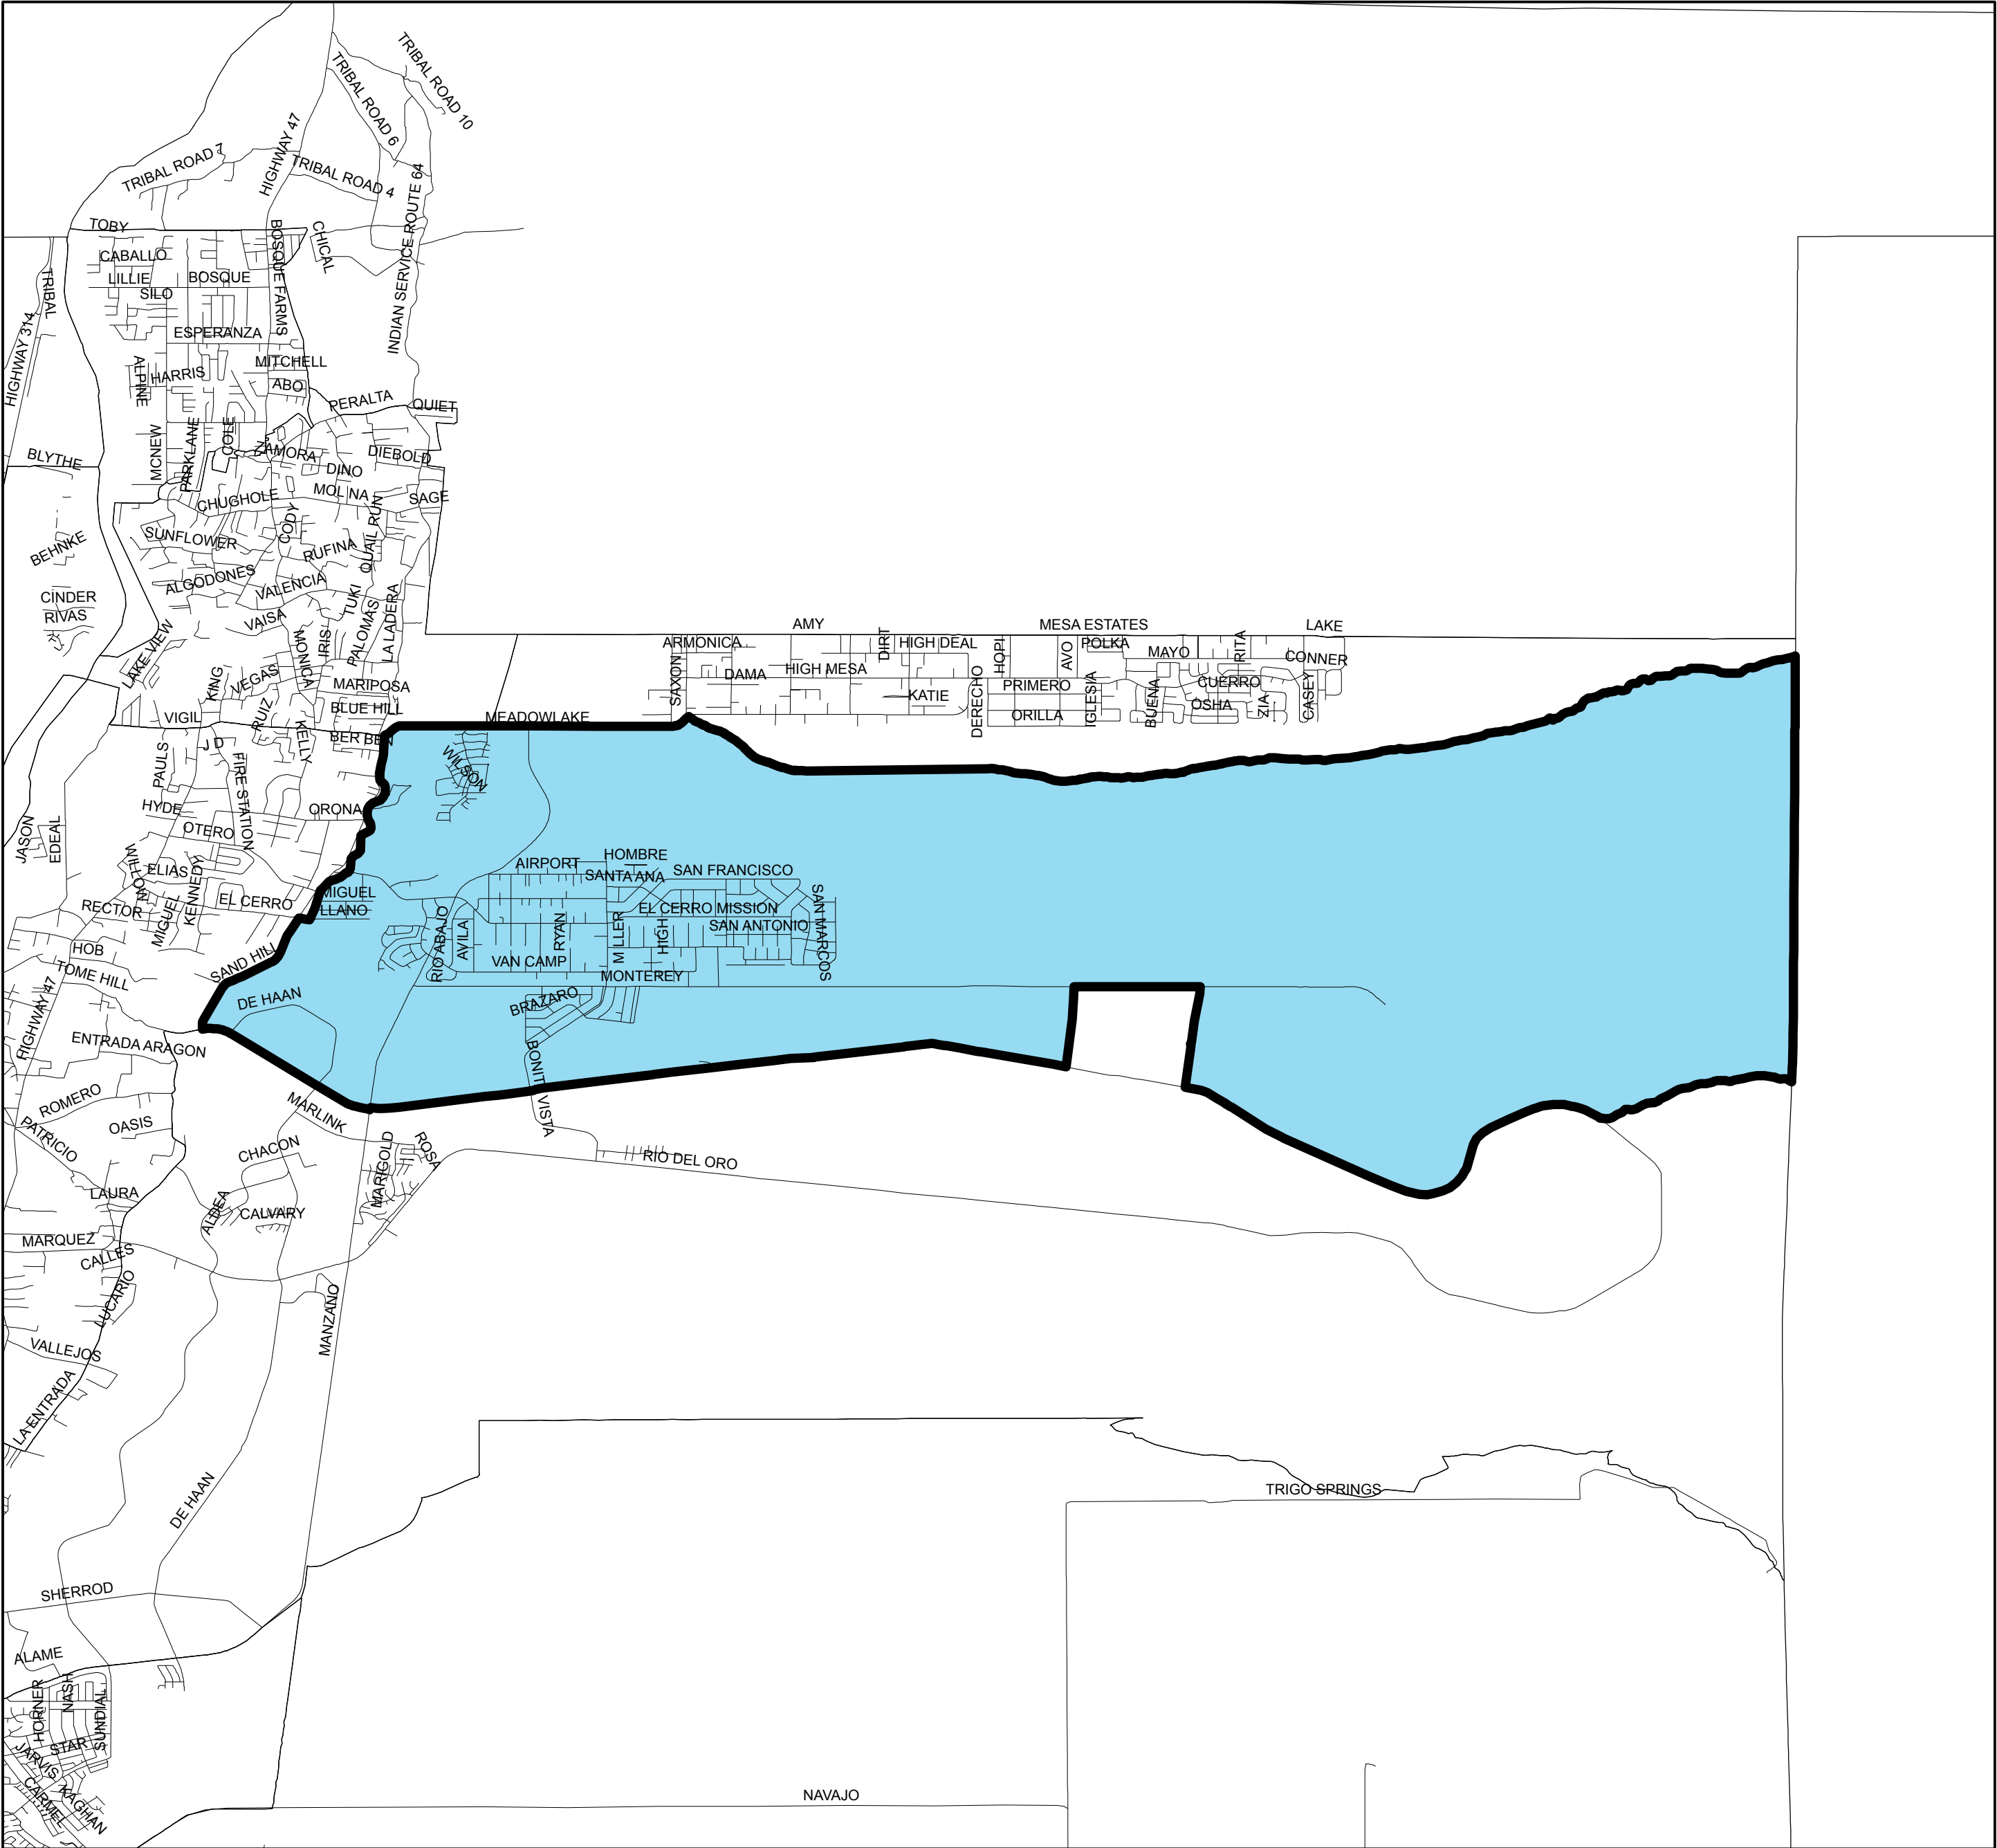 TRIBAL ROAD 10
TRIBAL ROAD 6
HIGHWAY 47
TRIBAL ROAD 7
TRIBAL ROAD 4
INDIAN SERVICE ROUTE 64
TOBY
BOSQUE FARMS
CHICAL
CABALLO
LILLIE
BOSQUE
SILO
TRIBAL
HIGHWAY 314
ESPERANZA
MITCHELL
ALPINE
HARRIS
ABO
PERALTA
QUIET
MCNEW
PARKLANE
COLE
ZAMORA
DIEBOLD
BLYTHE
DINO
CHUGHOLE
MOLINA
SAGE
CODY
QUAIL RUN
SUNFLOWER
BEHNKE
RUFINA
ALGODONES
VALENCIA
CINDER
RIVAS
TUKI
VAISA
PALOMAS
LA LADERA
IRIS
MONICA
LAKE VIEW
KING
VEGAS
MARIPOSA
BLUE HILL
RUIZ
VIGIL
KELLY
BER BEN
J D
PAULS
FIRE STATION
AMY
MESA ESTATES
LAKE
ARMONICA
DIRT
HIGH DEAL
HOPI
AVO
POLKA
MAYO
RITA
CONNER
SAXON
DAMA
HIGH MESA
KATIE
DERECHO
PRIMERO
IGLESIA
CUERRO
BUENA
OSHA
ZIA
CASEY
ORILLA
MEADOWLAKE
WILSON
HYDE
ORONA
JASON
EDEAL
OTERO
WILLOW
ELIAS
KENNEDY
RECTOR
MIGUEL
EL CERRO
MIGUEL
LLANO
AIRPORT
HOMBRE
SANTA ANA
SAN FRANCISCO
EL CERRO MISSION
SAN ANTONIO
SAN MARCOS
RIO ABAJO
AVILA
RYAN
MILLER
HIGH
VAN CAMP
MONTEREY
HOB
TOME HILL
SAND HILL
DE HAAN
BRAZARO
HIGHWAY 47
ENTRADA ARAGON
BONITA VISTA
ROMERO
PATRICIO
OASIS
MARLINK
CHACON
MARIGOLD
ROSA
RIO DEL ORO
LAURA
ALDEA
CALVARY
MARQUEZ
CALLES
LUCARIO
MANZANO
VALLEJOS
LA ENTRADA
DE HAAN
TRIGO SPRINGS
SHERROD
ALAME
HORNER
NASH
SUNDIAL
STAR
JARVIS
CARMEL
KAGHAN
NAVAJO